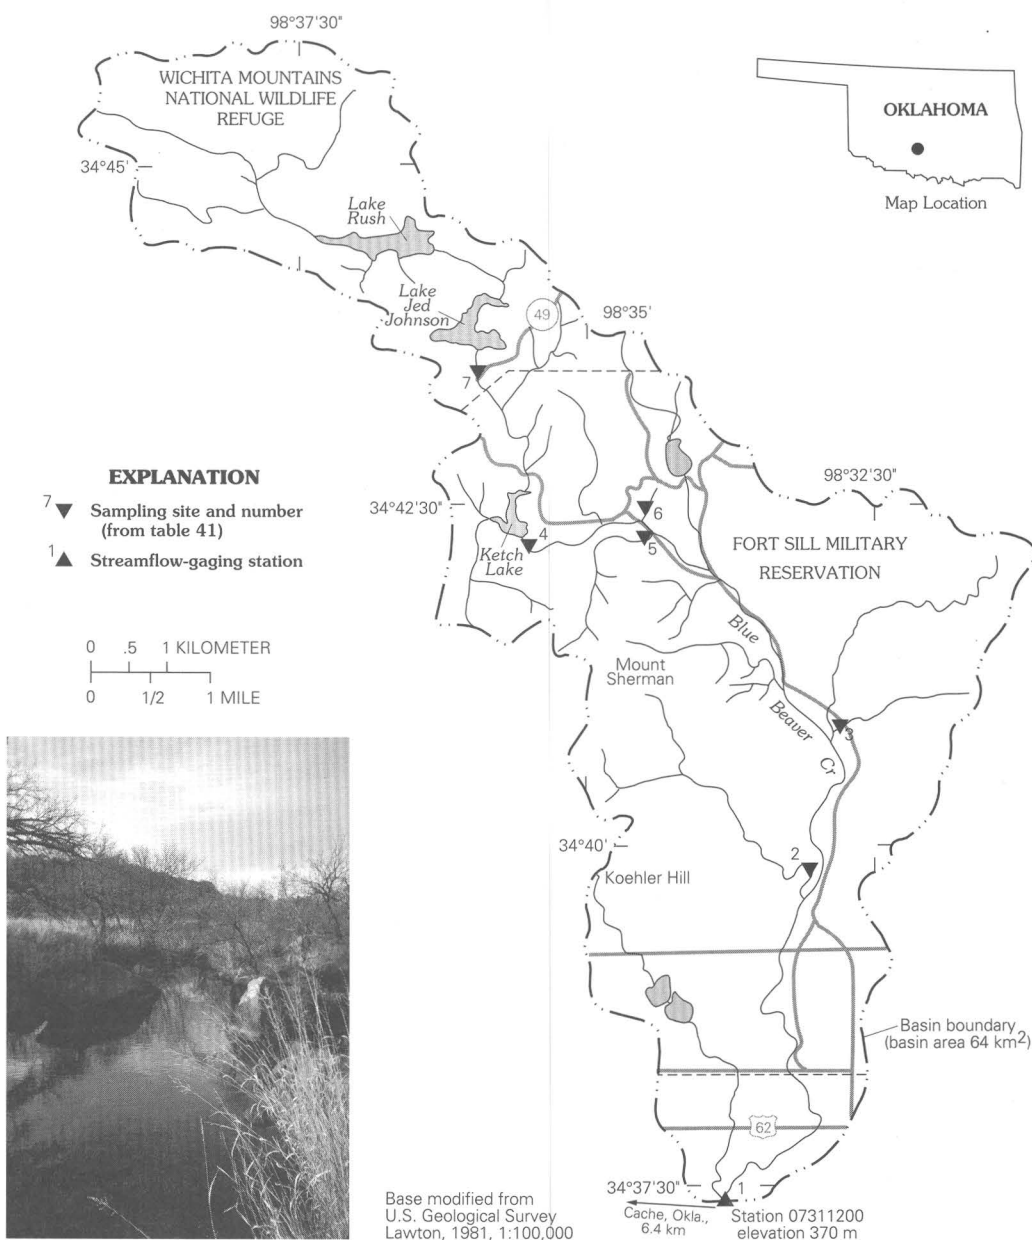 98°37'30"
WICHITA MOUNTAINS
NATIONAL WILDLIFE
REFUGE
34°45'
OKLAHOMA
Map Location
Lake
Rush
Lake
Jed
Johnson
49
98°35'
7
EXPLANATION
7 Sampling site and number
(from table 41)
1 Streamflow-gaging station
98°32'30"
34°42'30"
4
6
5
Ketch
Lake
FORT SILL MILITARY
RESERVATION
0 .5 1 KILOMETER
0 1/2 1 MILE
Blue
Beaver
Cr
Mount
Sherman
3
34°40'
2
Koehler Hill
Basin boundary
(basin area 64 km2)
62
34°37'30"
1
Cache, Okla.,
6.4 km
Station 07311200
elevation 370 m
Base modified from
U.S. Geological Survey
Lawton, 1981, 1:100,000